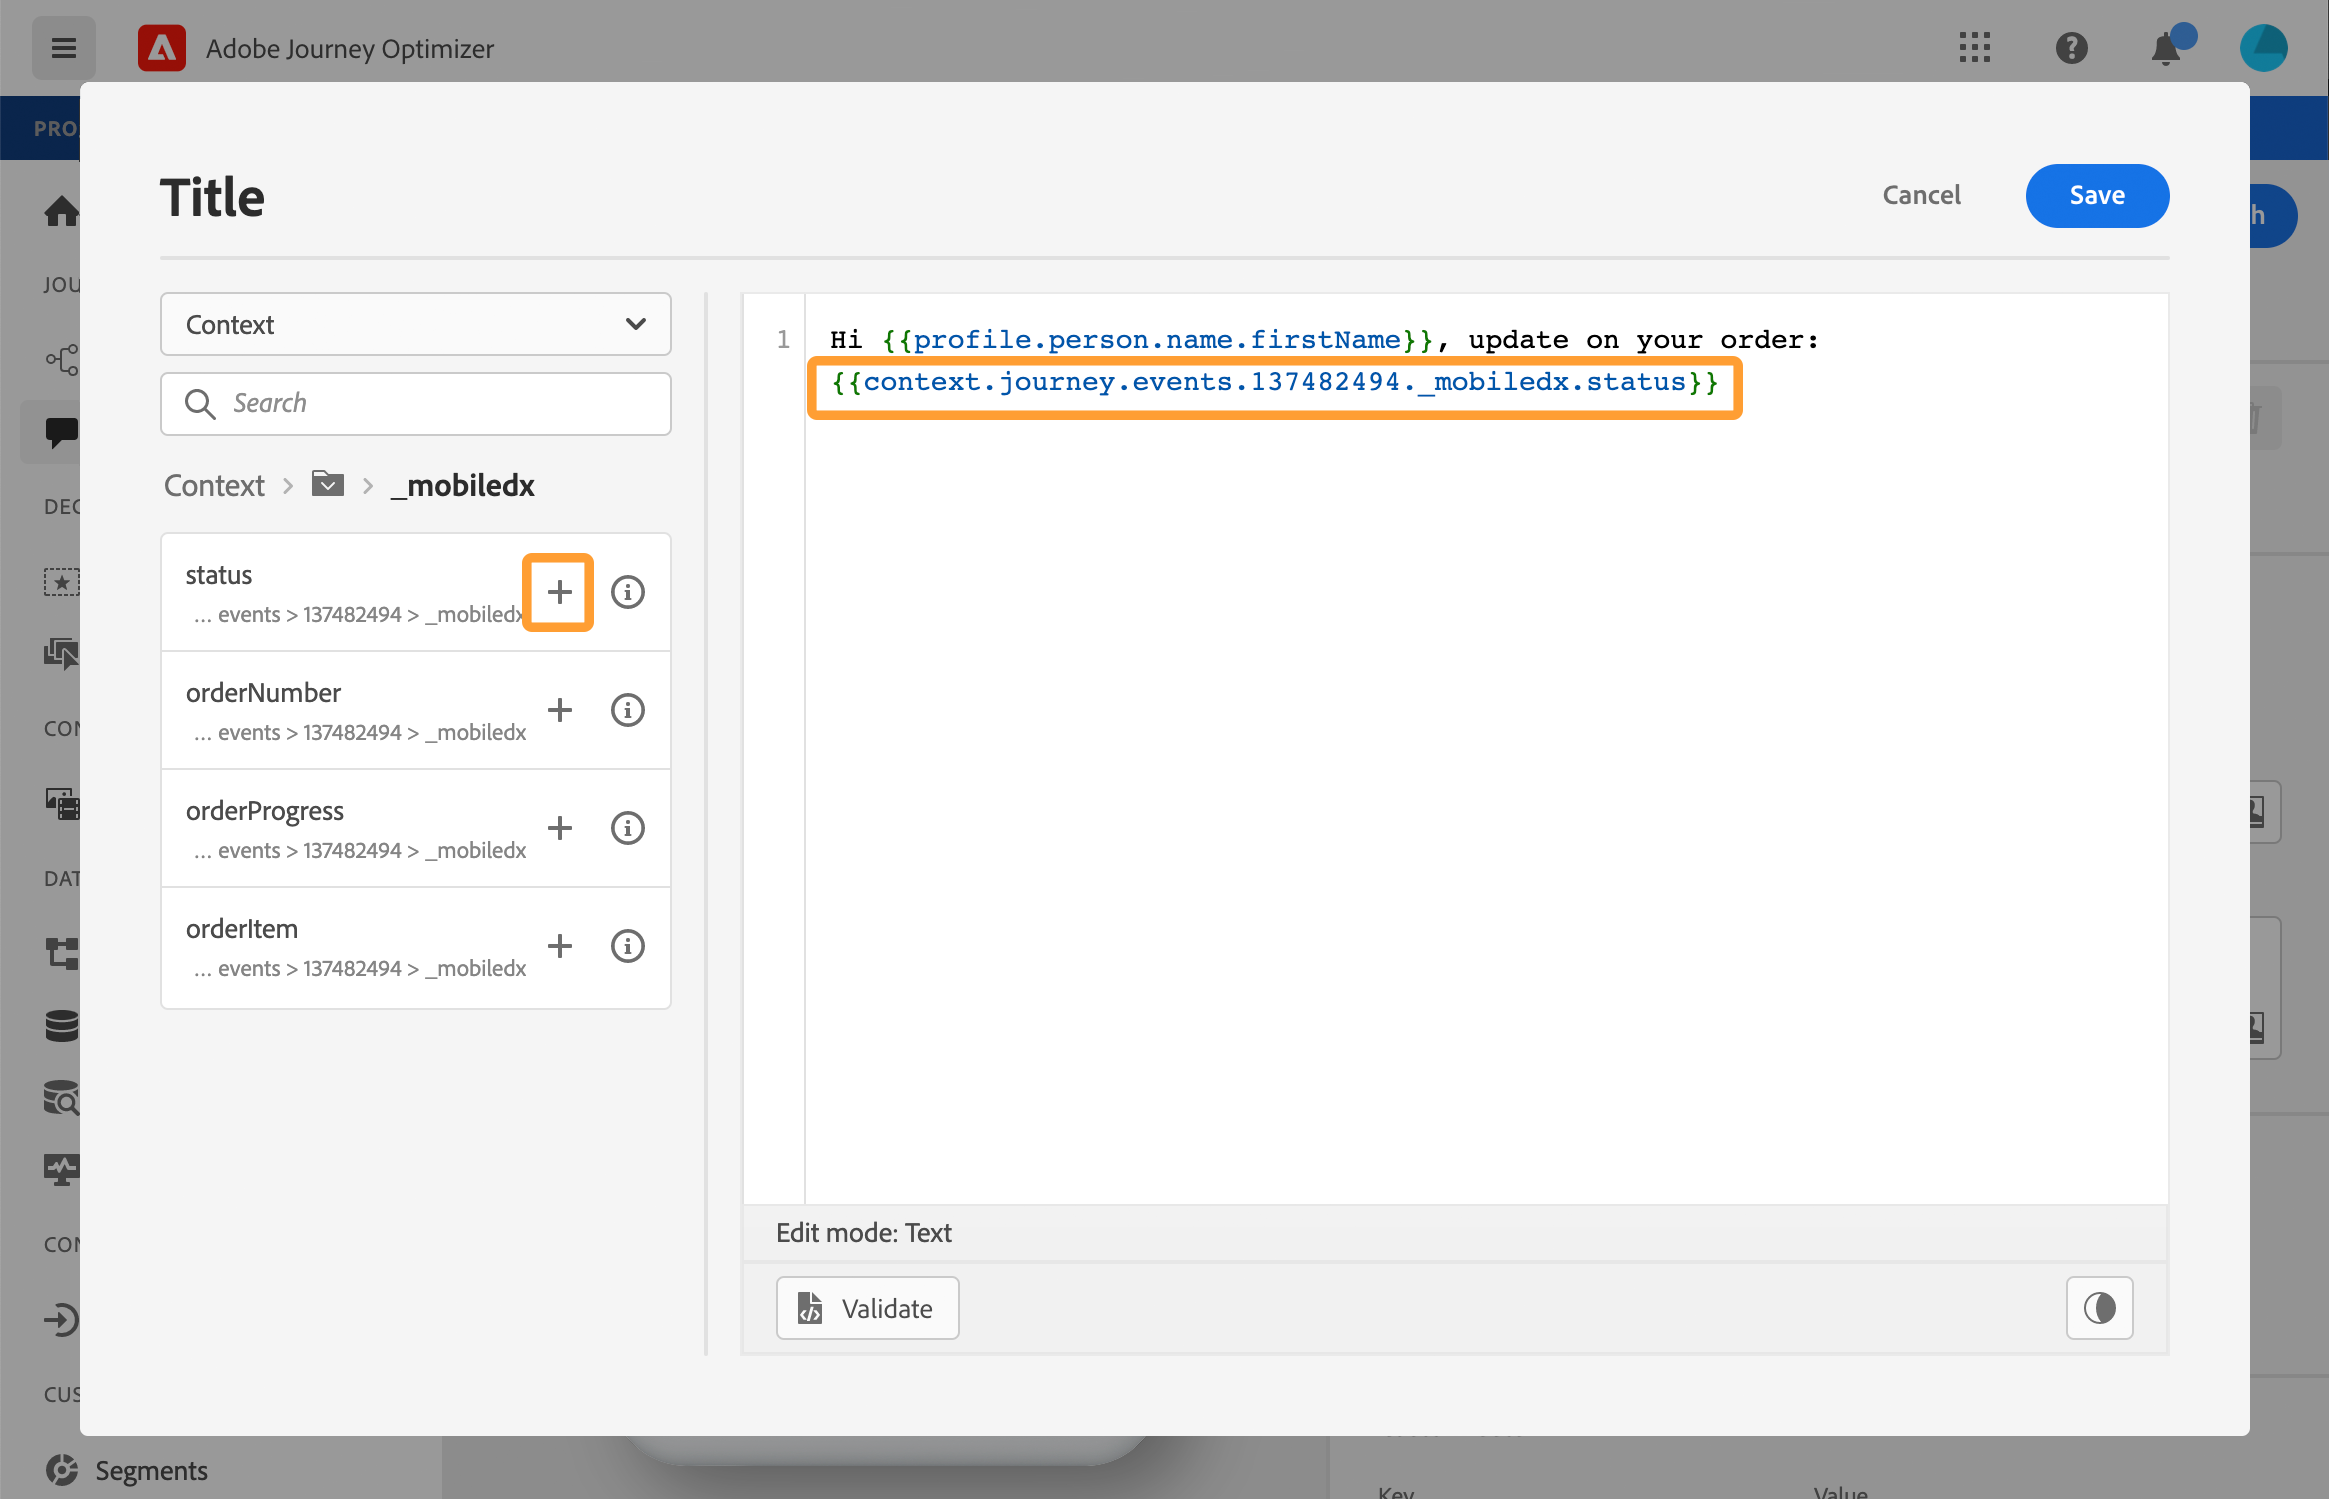 Adobe Journey Optimizer
PRO
Title
Cancel
Save
h
JOU
Context
Search
Context > > _mobiledx
DEC
status
... events > 137482494 > _mobiledx
orderNumber
... events > 137482494 > _mobiledx
CON
orderProgress
... events > 137482494 > _mobiledx
DAT
orderItem
... events > 137482494 > _mobiledx
1
Hi {{profile.person.name.firstName}}, update on your order:
{{context.journey.events.137482494._mobiledx.status}}
Edit mode: Text
CON
Validate
CUS
Segments
Key
Value